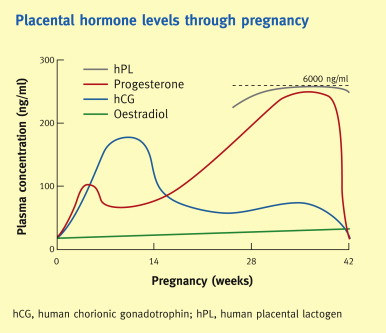 Placental hormone levels through pregnancy
Plasma concentration (ng/ml)
300
200
100
0
hPL
Progesterone
hCG
Oestradiol
6000 ng/ml
0
14
28
42
Pregnancy (weeks)
hCG, human chorionic gonadotrophin; hPL, human placental lactogen